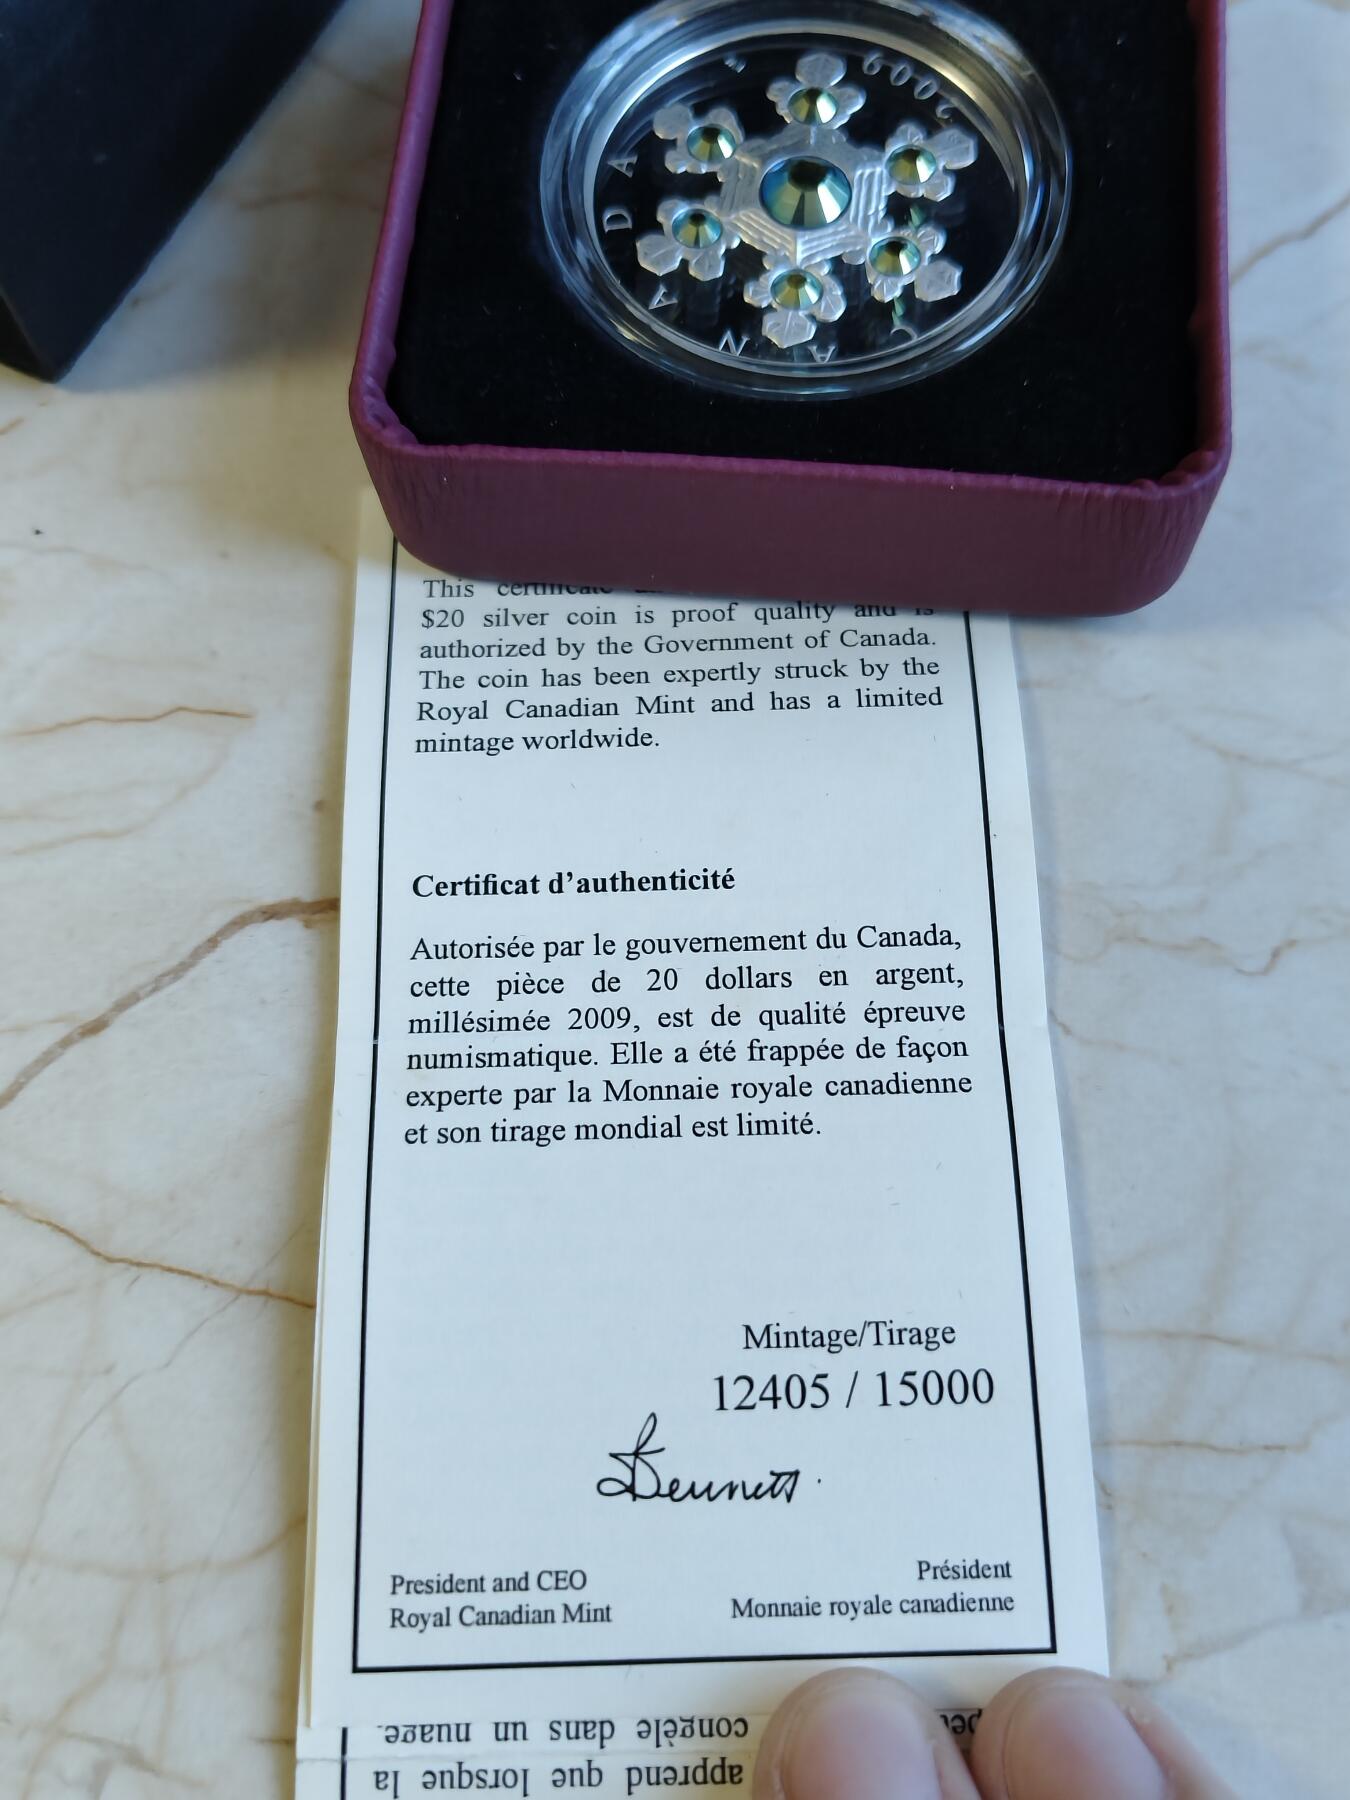 2009
CANADA
This certificate
$20 silver coin is proof quality and is
authorized by the Government of Canada.
The coin has been expertly struck by the
Royal Canadian Mint and has a limited
mintage worldwide.
Certificat d’authenticité
Autorisée par le gouvernement du Canada,
cette pièce de 20 dollars en argent,
millésimée 2009, est de qualité épreuve
numismatique. Elle a été frappée de façon
experte par la Monnaie royale canadienne
et son tirage mondial est limité.
Mintage/Tirage
12405 / 15000
Bennett
President and CEO
Royal Canadian Mint
Président
Monnaie royale canadienne
apprend que lorsque la
congèle dans un nuage.